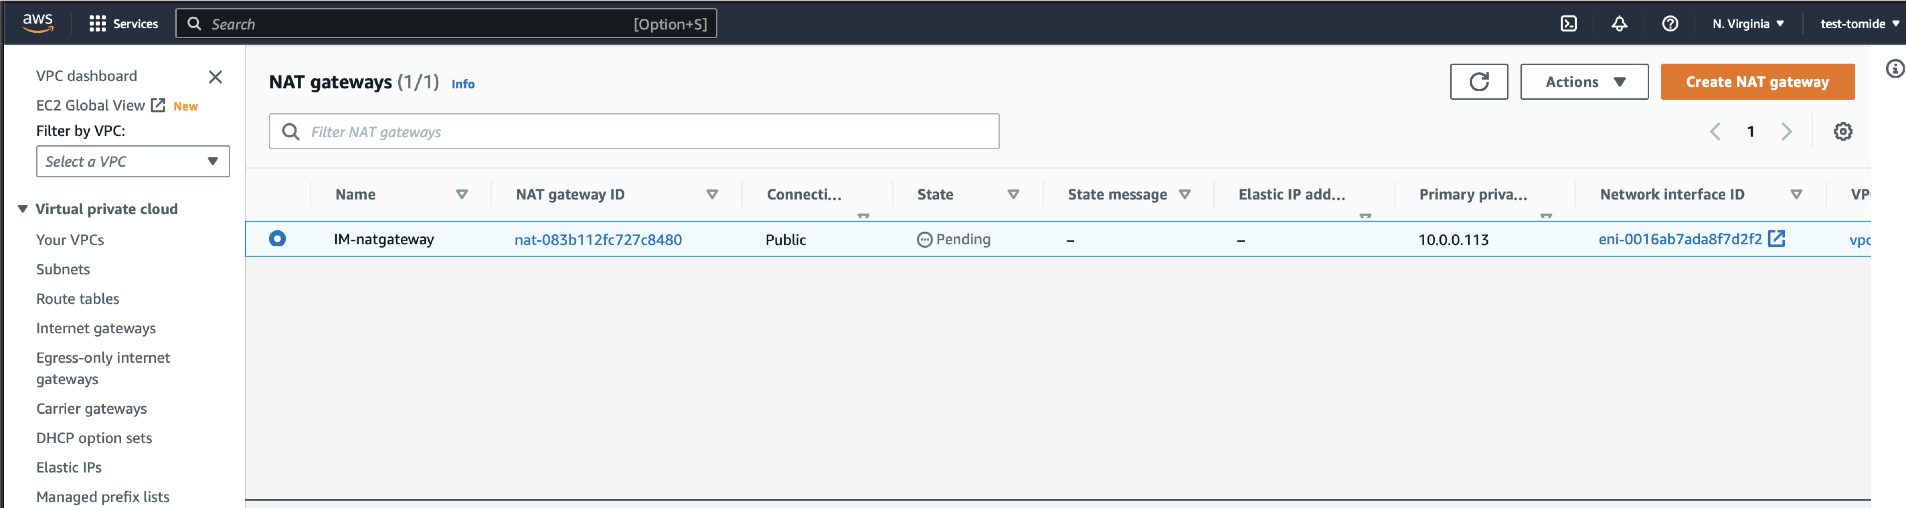 aws Services Search [Option+S] N. Virginia test-tomide
VPC dashboard
EC2 Global View New
Filter by VPC:
Select a VPC
Virtual private cloud
Your VPCs
Subnets
Route tables
Internet gateways
Egress-only internet
gateways
Carrier gateways
DHCP option sets
Elastic IPs
Managed prefix lists
NAT gateways (1/1) Info
Actions
Create NAT gateway
Filter NAT gateways
1
Name NAT gateway ID Connecti... State State message Elastic IP add... Primary priva... Network interface ID VPC
IM-natgateway nat-083b112fc727c8480 Public Pending – – 10.0.0.113 eni-0016ab7ada8f7d2f2 vpc